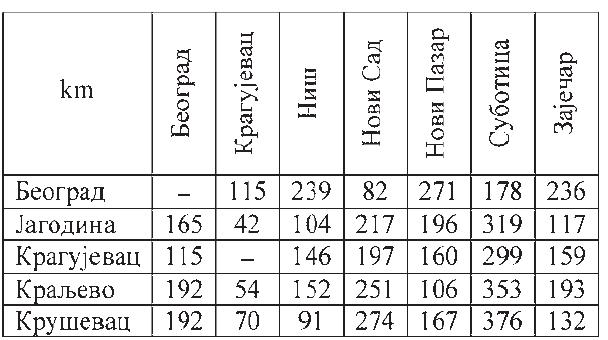 km Београд Крагујевац Ниш Нови Сад Нови Пазар Суботица Зајечар
Београд – 115 239 82 271 178 236
Јагодина 165 42 104 217 196 319 117
Крагујевац 115 – 146 197 160 299 159
Краљево 192 54 152 251 106 353 193
Крушевац 192 70 91 274 167 376 132